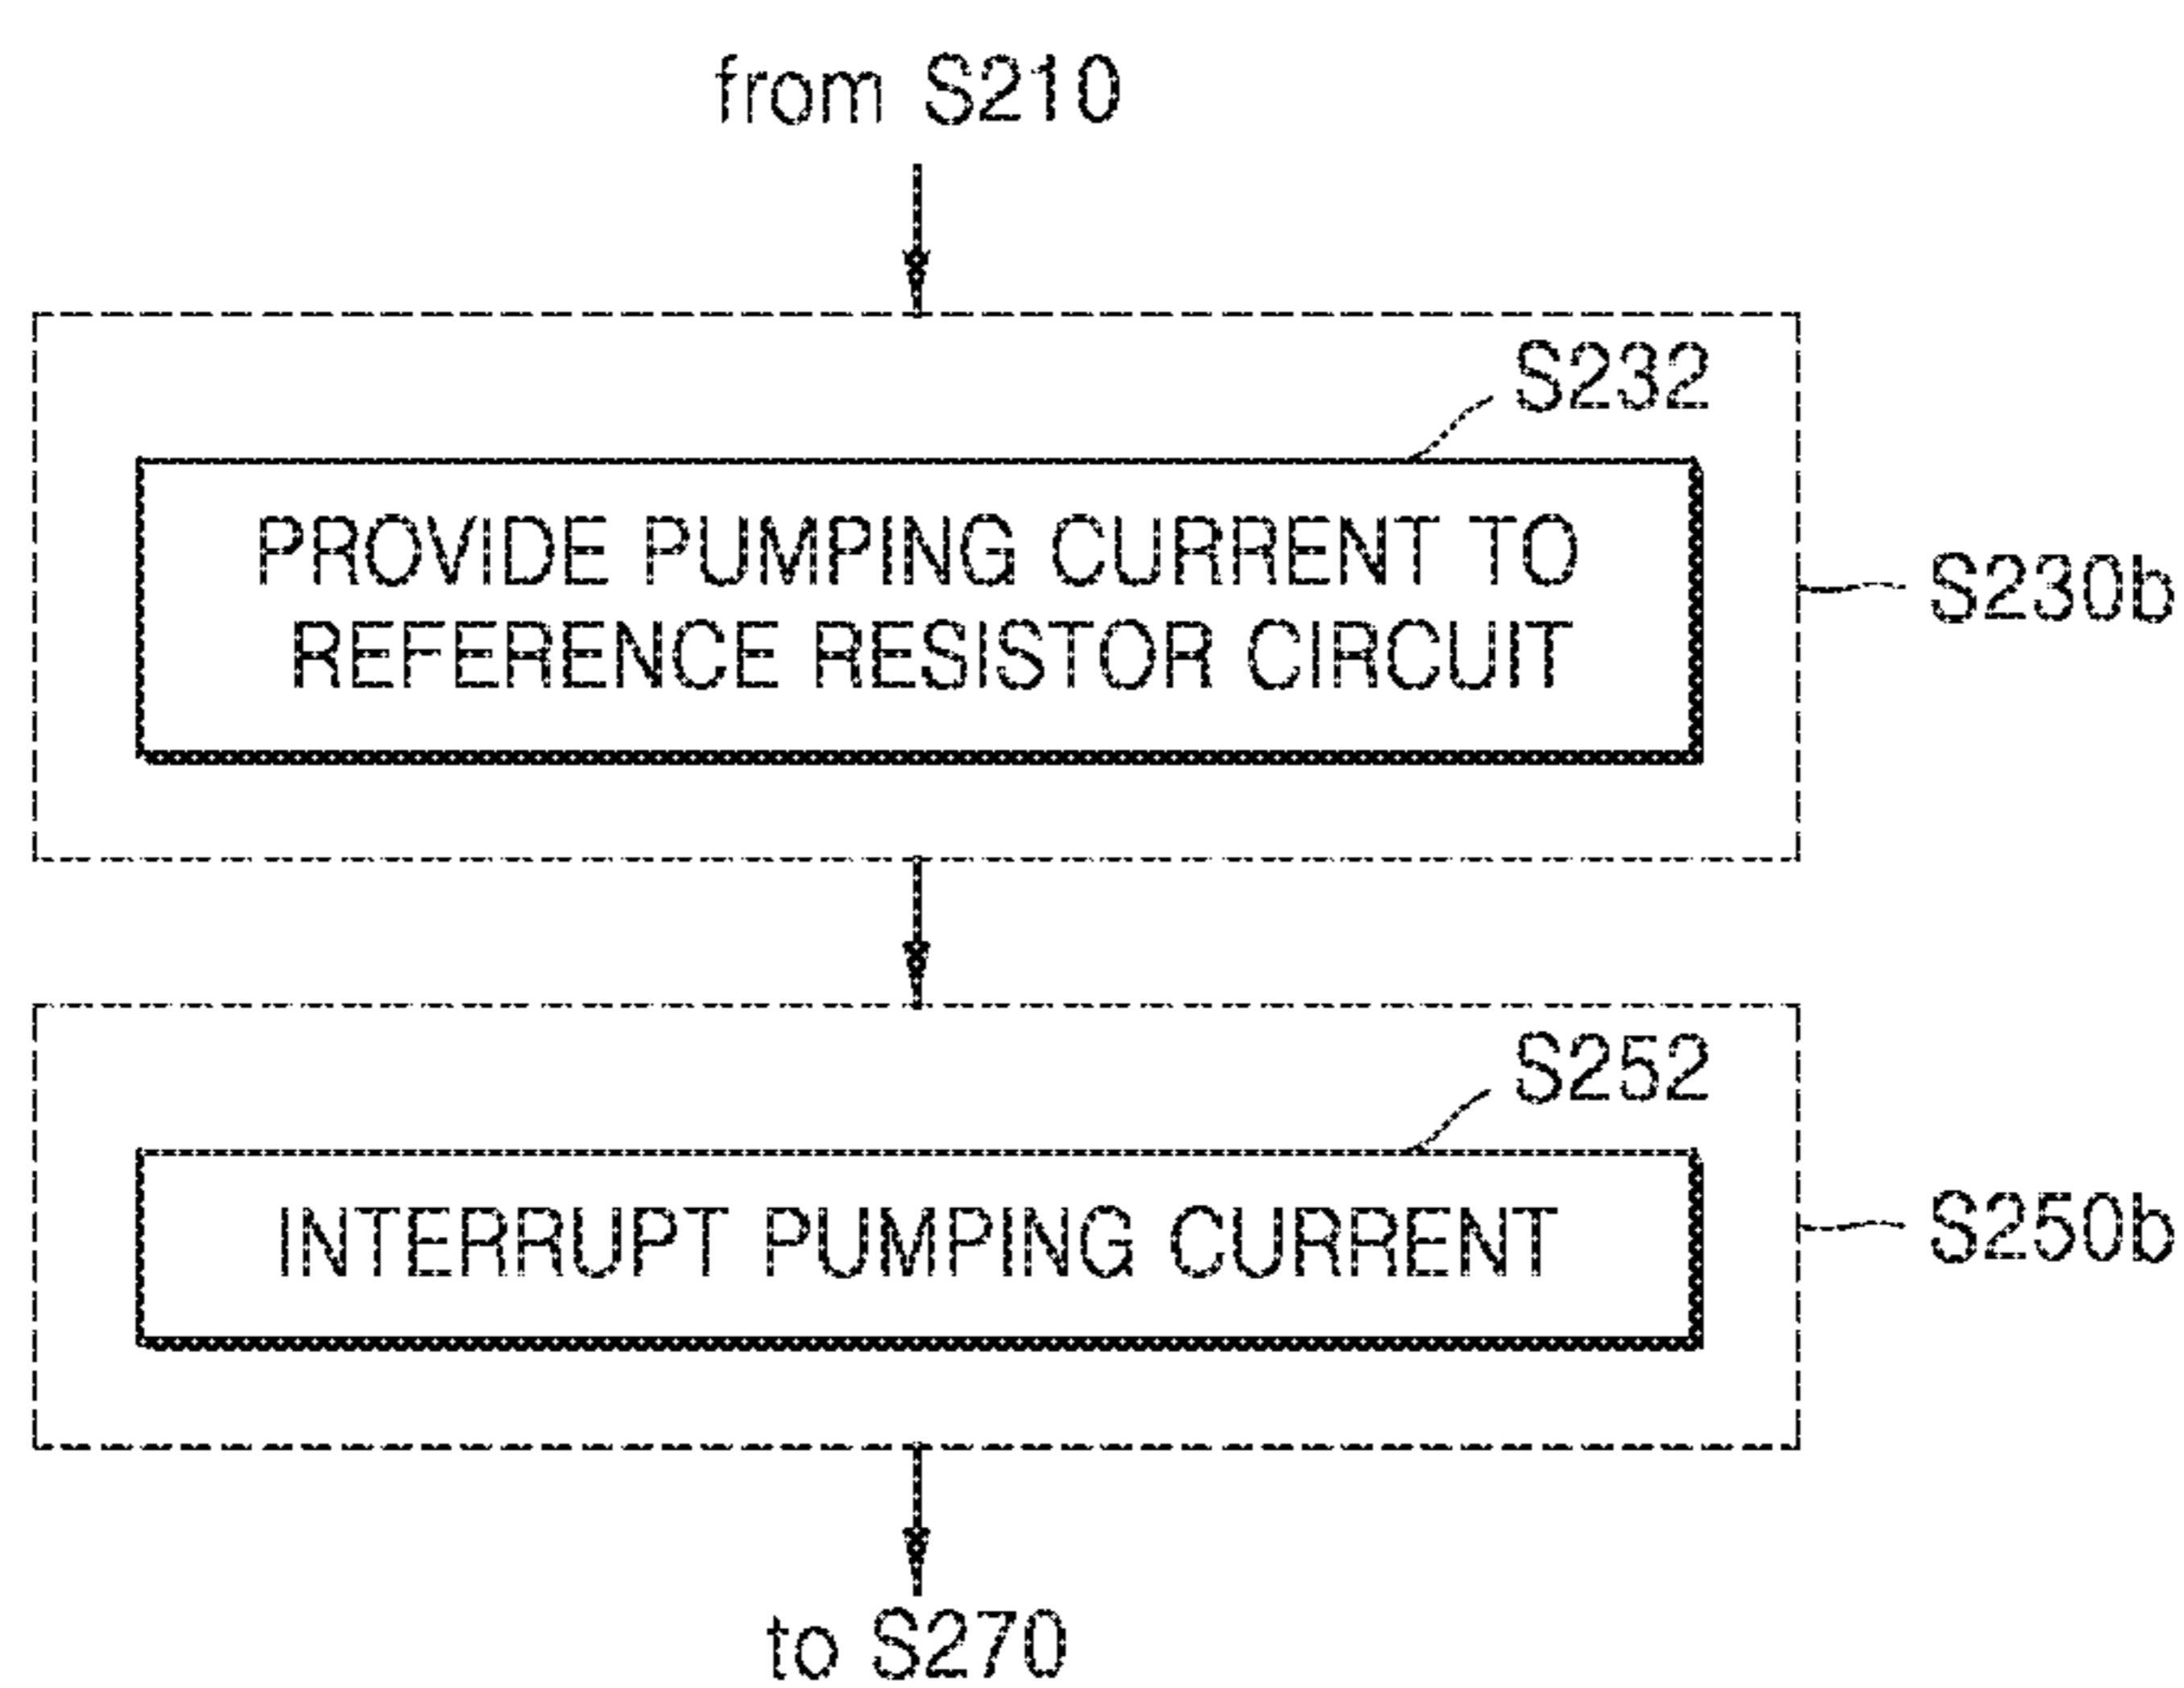 from S210
S232
PROVIDE PUMPING CURRENT TO
REFERENCE RESISTOR CIRCUIT
S230b
S252
INTERRUPT PUMPING CURRENT
S250b
to S270